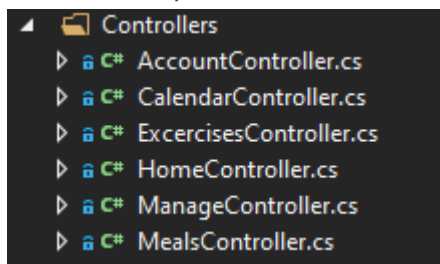 Controllers
C# AccountController.cs
C# CalendarController.cs
C# ExcercisesController.cs
C# HomeController.cs
C# ManageController.cs
C# MealsController.cs